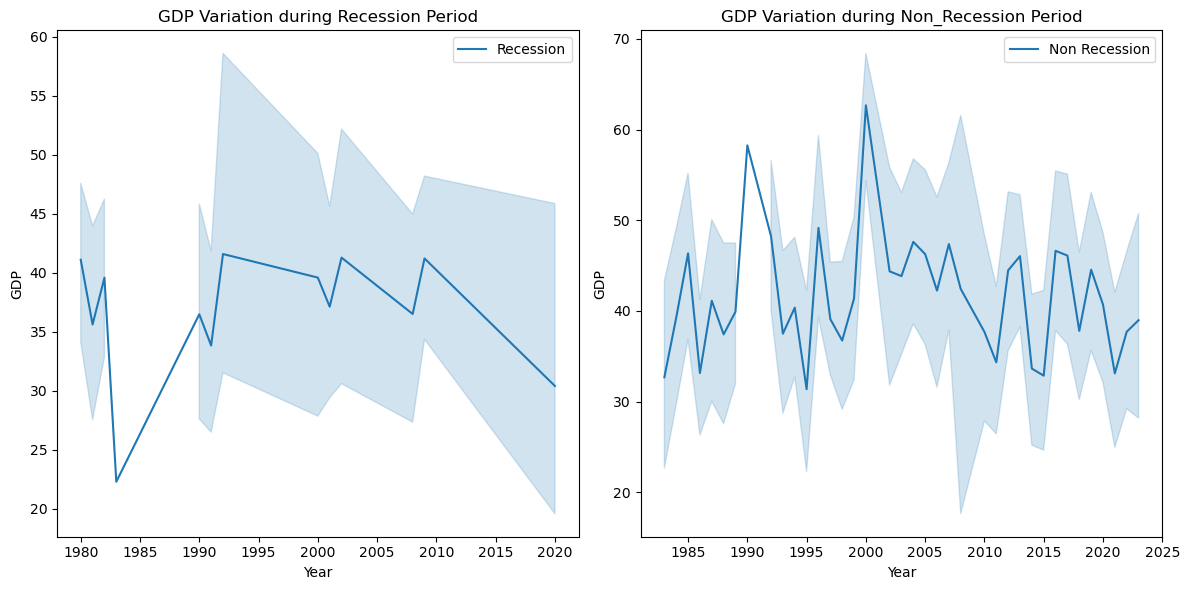 GDP Variation during Recession Period
Recession
60
55
50
45
40
35
30
25
20
GDP
1980 1985 1990 1995 2000 2005 2010 2015 2020
Year
GDP Variation during Non_Recession Period
Non Recession
70
60
50
40
30
20
GDP
1985 1990 1995 2000 2005 2010 2015 2020 2025
Year